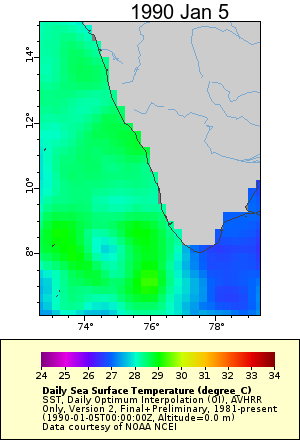 1990 Jan 5
14°
12°
10°
8°
74°
76°
78°
24 25 26 27 28 29 30 31 32 33 34
Daily Sea Surface Temperature (degree_C)
SST, Daily Optimum Interpolation (OI), AVHRR
Only, Version 2, Final+Preliminary, 1981-present
(1990-01-05T00:00:00Z, Altitude=0.0 m)
Data courtesy of NOAA NCEI